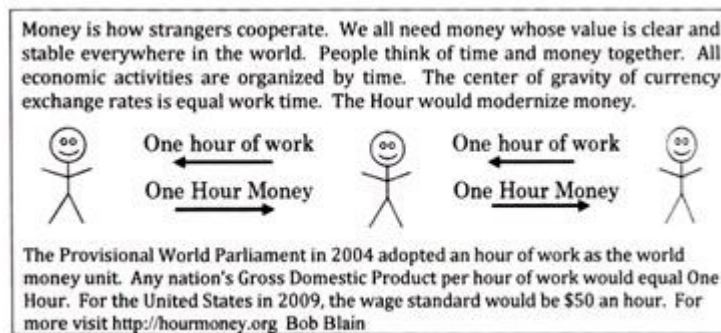 Money is how strangers cooperate. We all need money whose value is clear and
stable everywhere in the world. People think of time and money together. All
economic activities are organized by time. The center of gravity of currency
exchange rates is equal work time. The Hour would modernize money.
One hour of work One hour of work
One Hour Money One Hour Money
The Provisional World Parliament in 2004 adopted an hour of work as the world
money unit. Any nation's Gross Domestic Product per hour of work would equal One
Hour. For the United States in 2009, the wage standard would be $50 an hour. For
more visit http://hourmoney.org Bob Blain